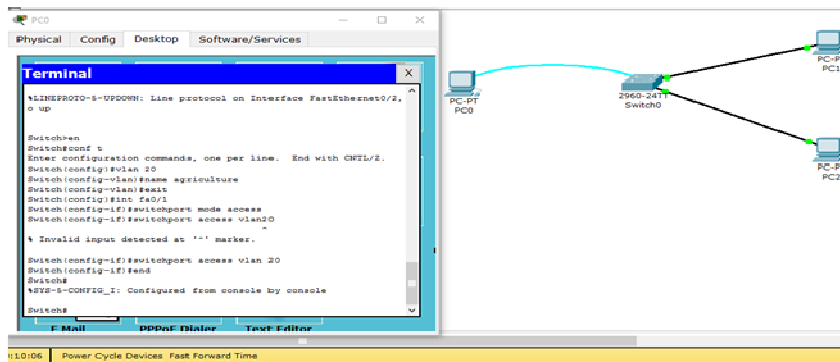 PC0
Physical Config Desktop Software/Services
Terminal
X
%LINEPROTO-5-UPDOWN: Line protocol on Interface FastEthernet0/2,
o up
Switch>en
Switch#conf t
Enter configuration commands, one per line. End with CNTL/Z.
Switch(config)#vlan 20
Switch(config-vlan)#name agriculture
Switch(config-vlan)#exit
Switch(config)#int fa0/1
Switch(config-if)#switchport mode access
Switch(config-if)#switchport access vlan20
^
% Invalid input detected at '^' marker.
Switch(config-if)#switchport access vlan 20
Switch(config-if)#end
Switch#
%SYS-5-CONFIG_I: Configured from console by console
Switch#
E Mail PPPoE Dialer Text Editor
PC-PT
PC0
2960-24TT
Switch0
PC-P
PC1
PC-P
PC2
:10:06 Power Cycle Devices Fast Forward Time